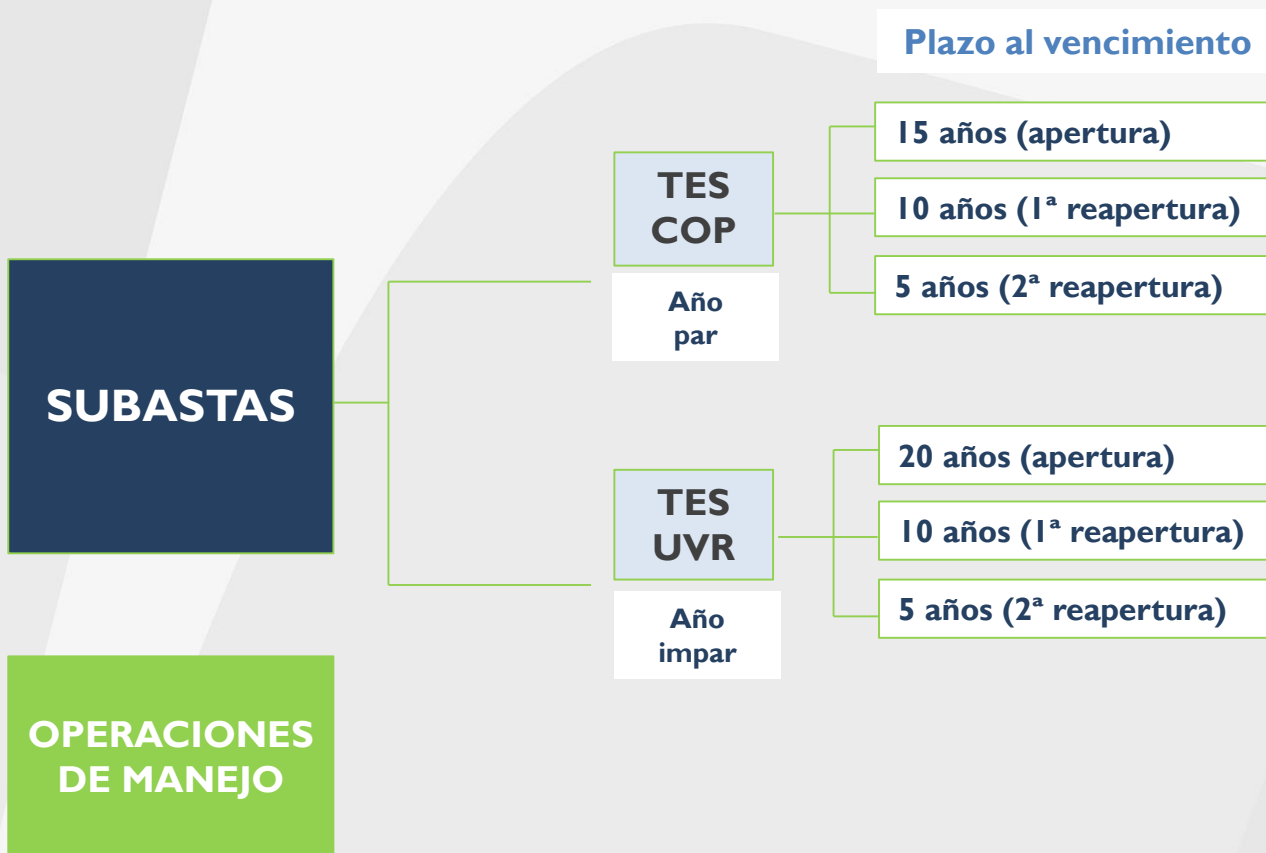 Plazo al vencimiento
15 años (apertura)
TES
COP
10 años (1ª reapertura)
5 años (2ª reapertura)
Año
par
SUBASTAS
20 años (apertura)
TES
UVR
10 años (1ª reapertura)
5 años (2ª reapertura)
Año
impar
OPERACIONES
DE MANEJO